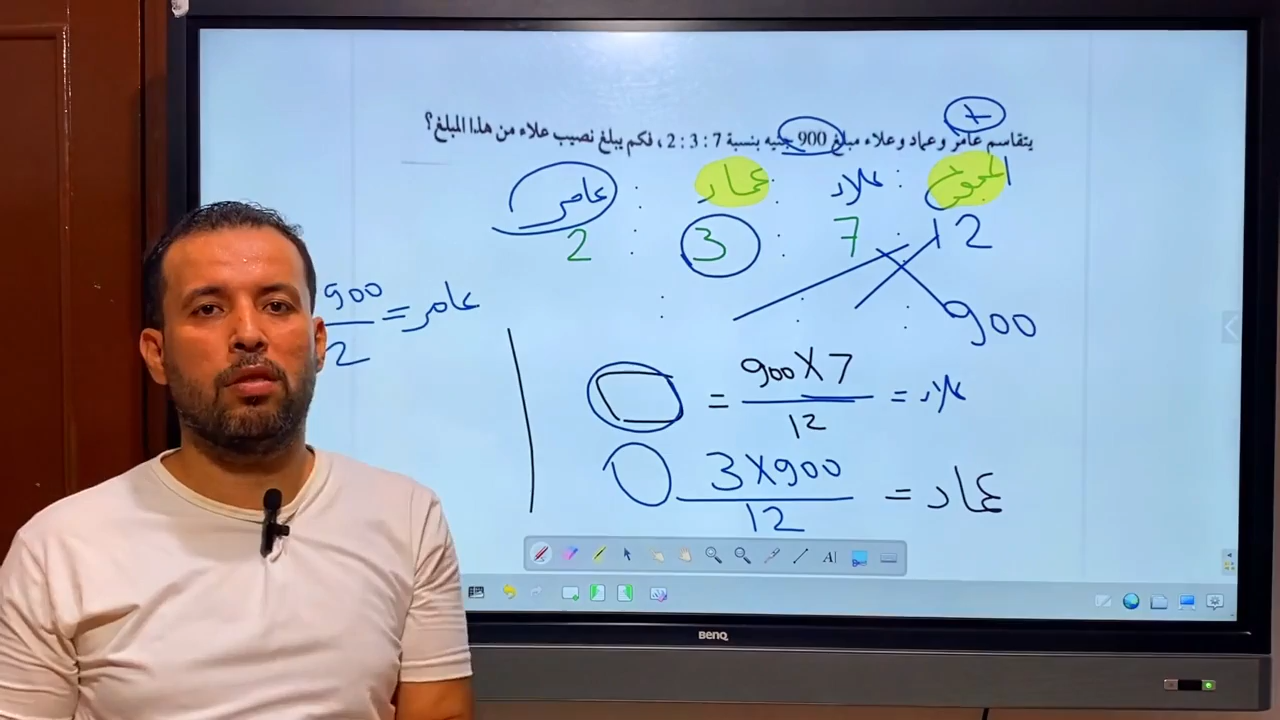 يتقاسم عامر وعماد وعلاء مبلغ 900 جنيه بنسبة 7 : 3 : 2 ، فكم يبلغ نصيب علاء من هذا المبلغ؟
+
المجموع : علاء : عماد : عامر
2 : 3 : 7 : 12
900
900 = عامر
2
= 900 X 7 = علاء
12
3 X 900 = عماد
12
BenQ